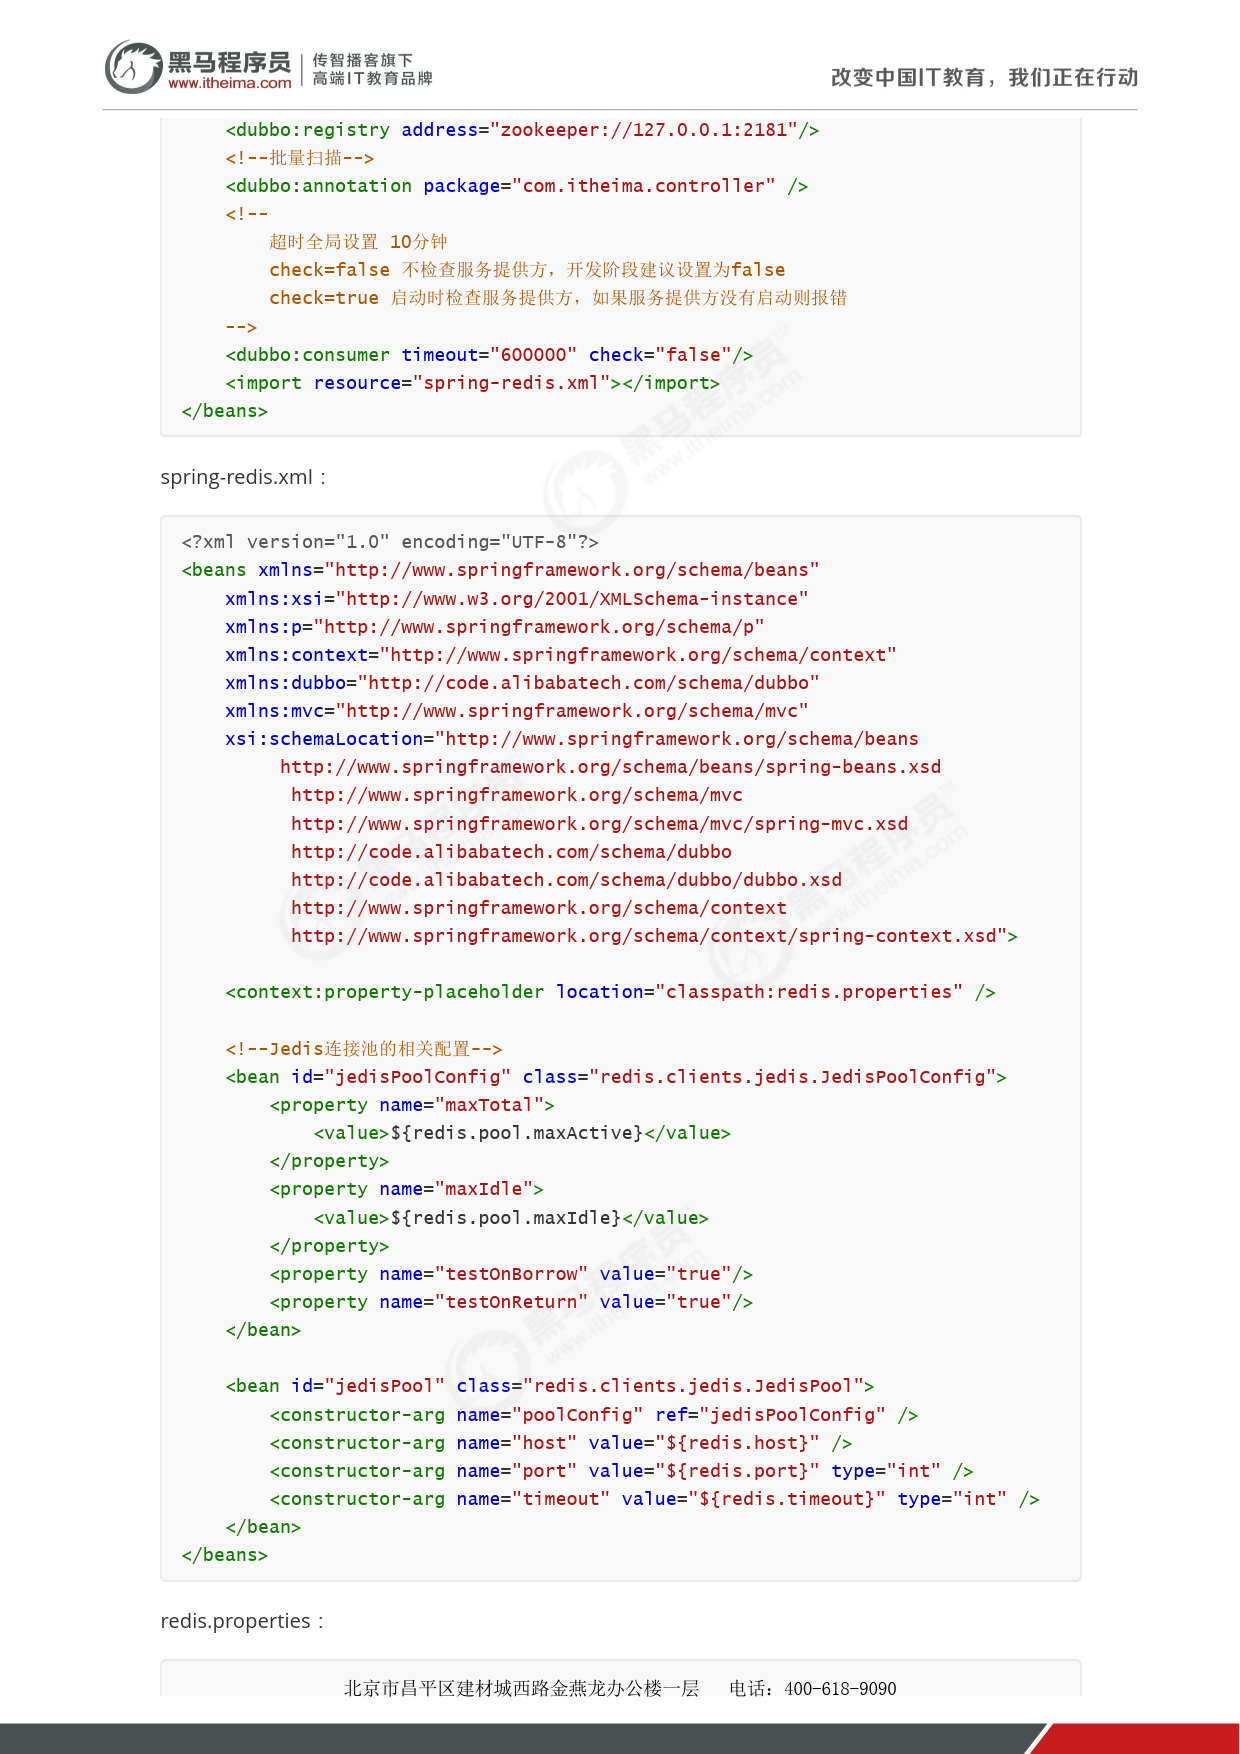 黑马程序员
www.itheima.com
传智播客旗下
高端IT教育品牌
改变中国IT教育，我们正在行动
    <dubbo:registry address="zookeeper://127.0.0.1:2181"/>
    <!--批量扫描-->
    <dubbo:annotation package="com.itheima.controller" />
    <!--
        超时全局设置 10分钟
        check=false 不检查服务提供方，开发阶段建议设置为false
        check=true 启动时检查服务提供方，如果服务提供方没有启动则报错
    -->
    <dubbo:consumer timeout="600000" check="false"/>
    <import resource="spring-redis.xml"></import>
</beans>
spring-redis.xml：
<?xml version="1.0" encoding="UTF-8"?>
<beans xmlns="http://www.springframework.org/schema/beans"
    xmlns:xsi="http://www.w3.org/2001/XMLSchema-instance"
    xmlns:p="http://www.springframework.org/schema/p"
    xmlns:context="http://www.springframework.org/schema/context"
    xmlns:dubbo="http://code.alibabatech.com/schema/dubbo"
    xmlns:mvc="http://www.springframework.org/schema/mvc"
    xsi:schemaLocation="http://www.springframework.org/schema/beans
         http://www.springframework.org/schema/beans/spring-beans.xsd
          http://www.springframework.org/schema/mvc
          http://www.springframework.org/schema/mvc/spring-mvc.xsd
          http://code.alibabatech.com/schema/dubbo
          http://code.alibabatech.com/schema/dubbo/dubbo.xsd
          http://www.springframework.org/schema/context
          http://www.springframework.org/schema/context/spring-context.xsd">
    <context:property-placeholder location="classpath:redis.properties" />
    <!--Jedis连接池的相关配置-->
    <bean id="jedisPoolConfig" class="redis.clients.jedis.JedisPoolConfig">
        <property name="maxTotal">
            <value>${redis.pool.maxActive}</value>
        </property>
        <property name="maxIdle">
            <value>${redis.pool.maxIdle}</value>
        </property>
        <property name="testOnBorrow" value="true"/>
        <property name="testOnReturn" value="true"/>
    </bean>
    <bean id="jedisPool" class="redis.clients.jedis.JedisPool">
        <constructor-arg name="poolConfig" ref="jedisPoolConfig" />
        <constructor-arg name="host" value="${redis.host}" />
        <constructor-arg name="port" value="${redis.port}" type="int" />
        <constructor-arg name="timeout" value="${redis.timeout}" type="int" />
    </bean>
</beans>
redis.properties：
北京市昌平区建材城西路金燕龙办公楼一层   电话：400-618-9090